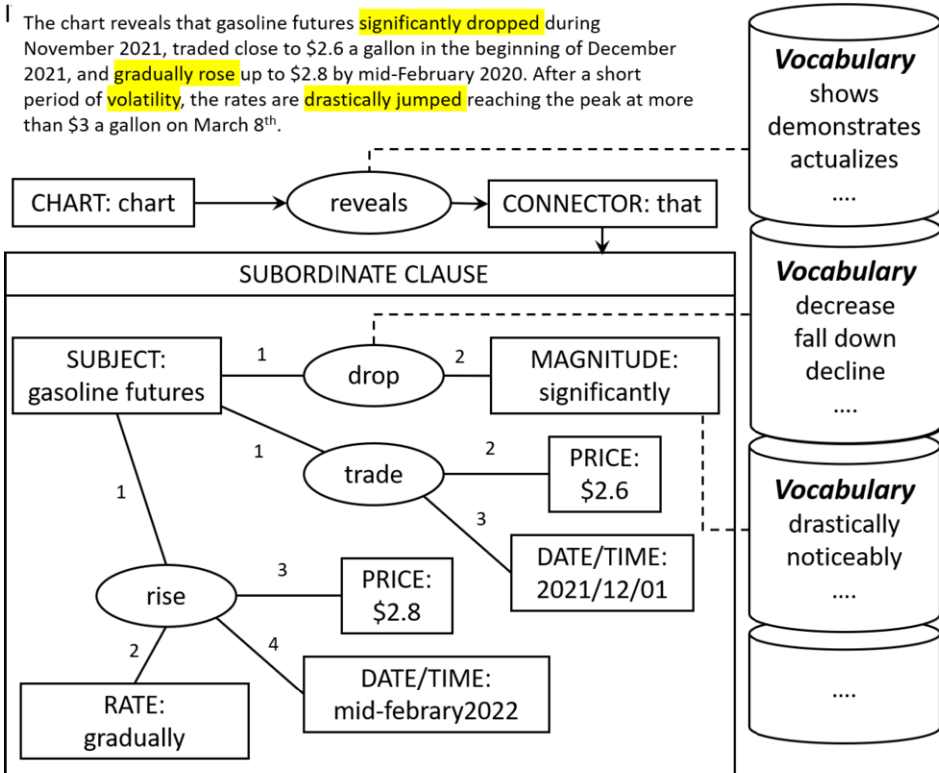 The chart reveals that gasoline futures significantly dropped during
November 2021, traded close to $2.6 a gallon in the beginning of December
2021, and gradually rose up to $2.8 by mid-February 2020. After a short
period of volatility, the rates are drastically jumped reaching the peak at more
than $3 a gallon on March 8th.
CHART: chart
reveals
CONNECTOR: that
SUBORDINATE CLAUSE
SUBJECT:
gasoline futures
1
drop
2
MAGNITUDE:
significantly
1
trade
2
PRICE:
$2.6
3
DATE/TIME:
2021/12/01
1
rise
3
PRICE:
$2.8
2
RATE:
gradually
4
DATE/TIME:
mid-febrary2022
Vocabulary
shows
demonstrates
actualizes
....
Vocabulary
decrease
fall down
decline
....
Vocabulary
drastically
noticeably
....
....